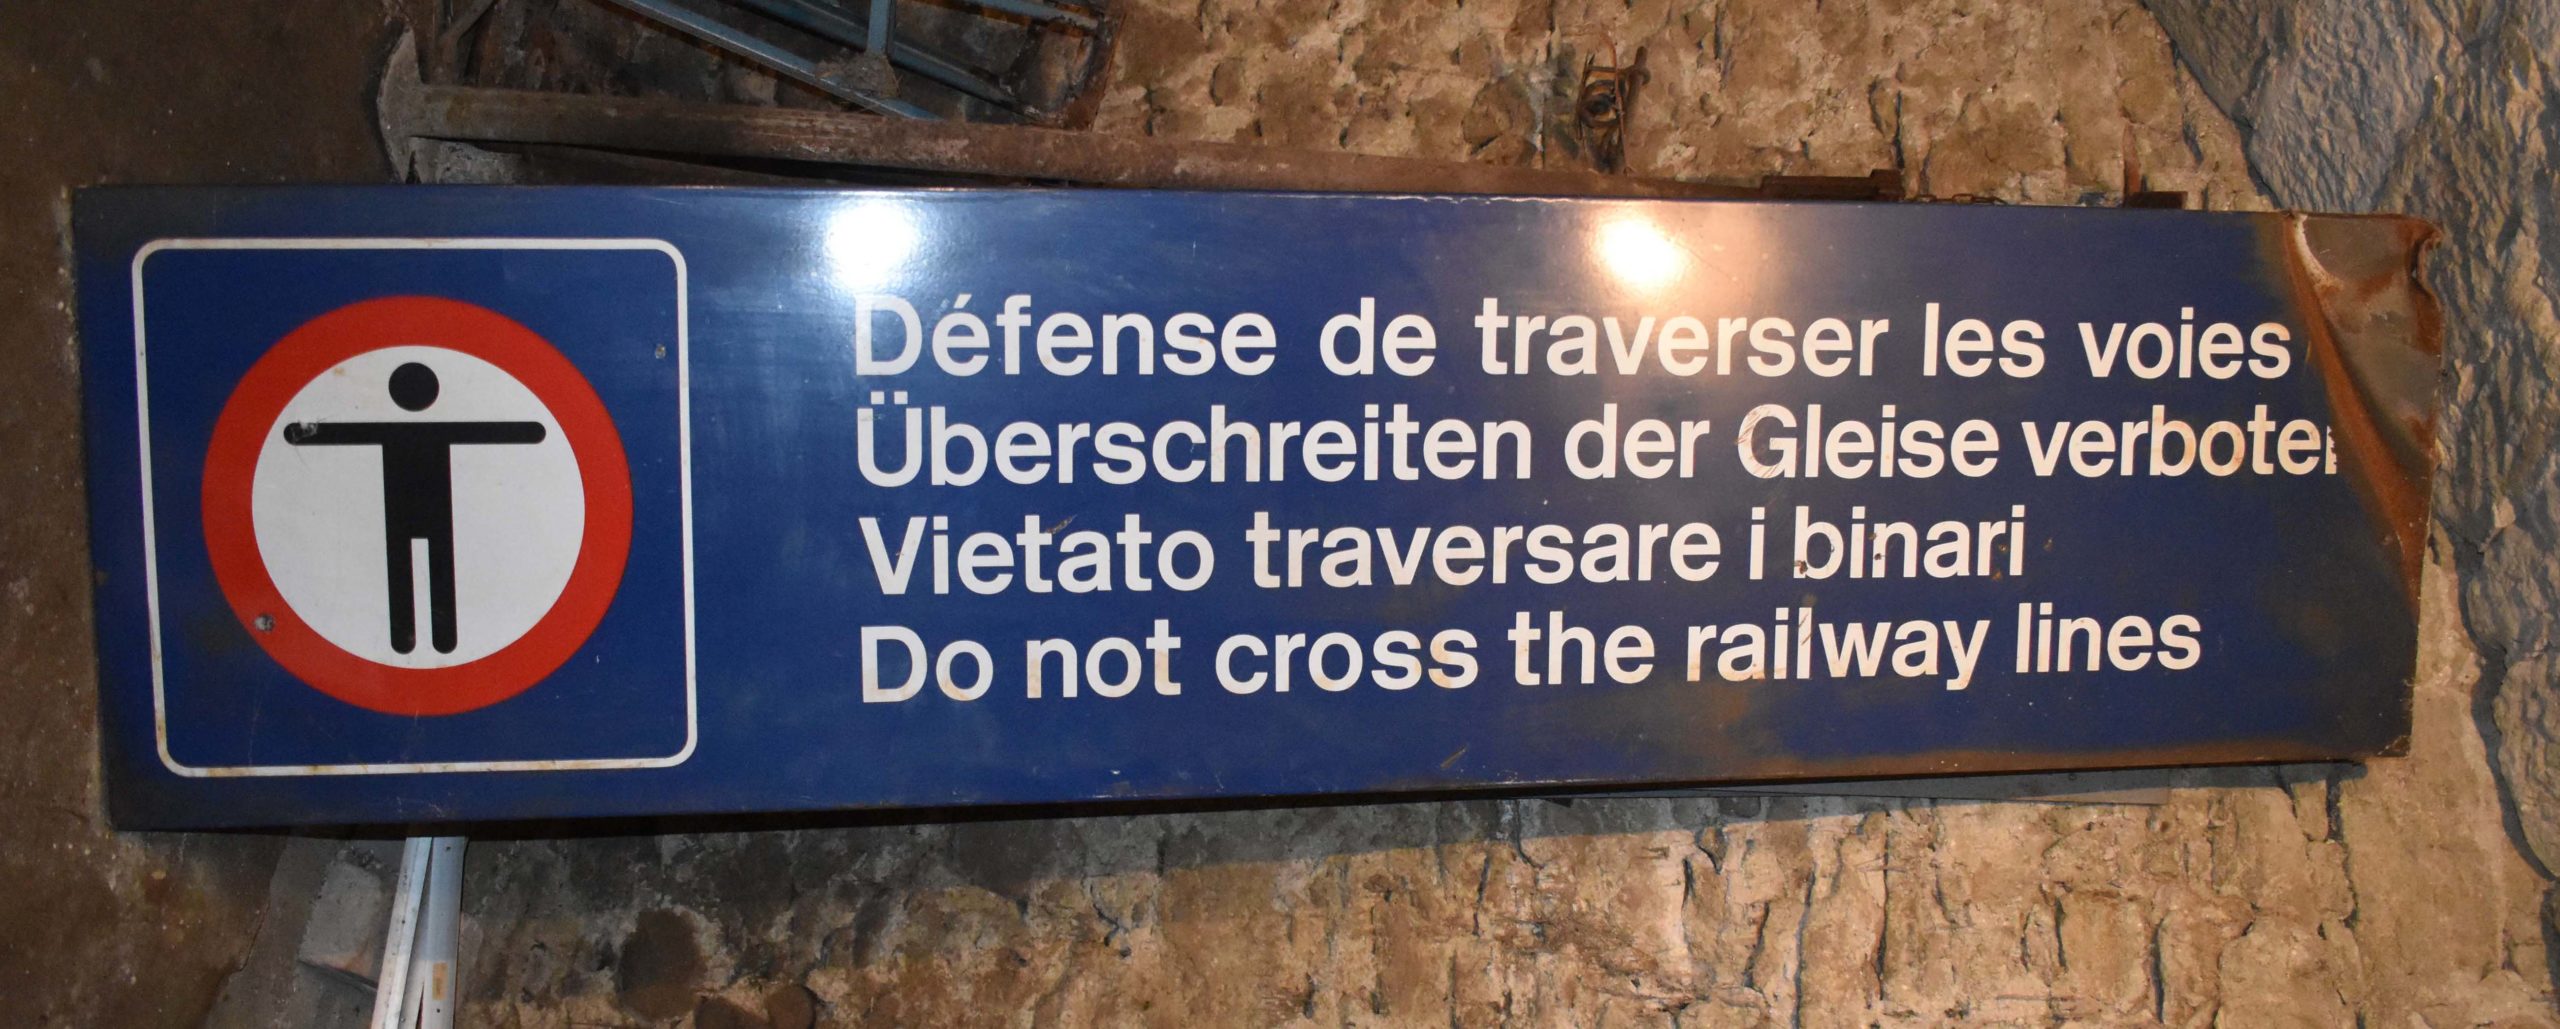 Défense de traverser les voies
Überschreiten der Gleise verboten
Vietato traversare i binari
Do not cross the railway lines